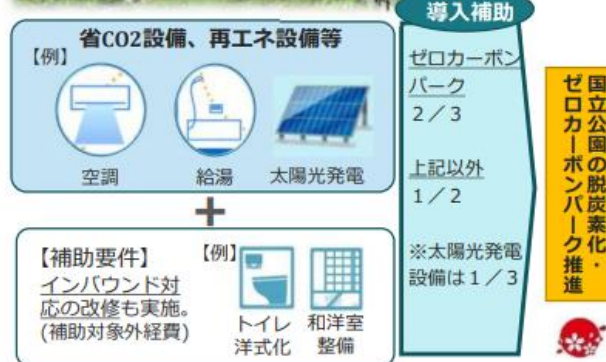 導入補助
省CO2設備、再エネ設備等
【例】
空調
給湯
太陽光発電
＋
【補助要件】
インバウンド対
応の改修も実施。
(補助対象外経費)
【例】
トイレ
洋式化
和洋室
整備
ゼロカーボン
パーク
2／3
上記以外
1／2
※太陽光発電
設備は1／3
国立公園の脱炭素化・
ゼロカーボンパーク推進